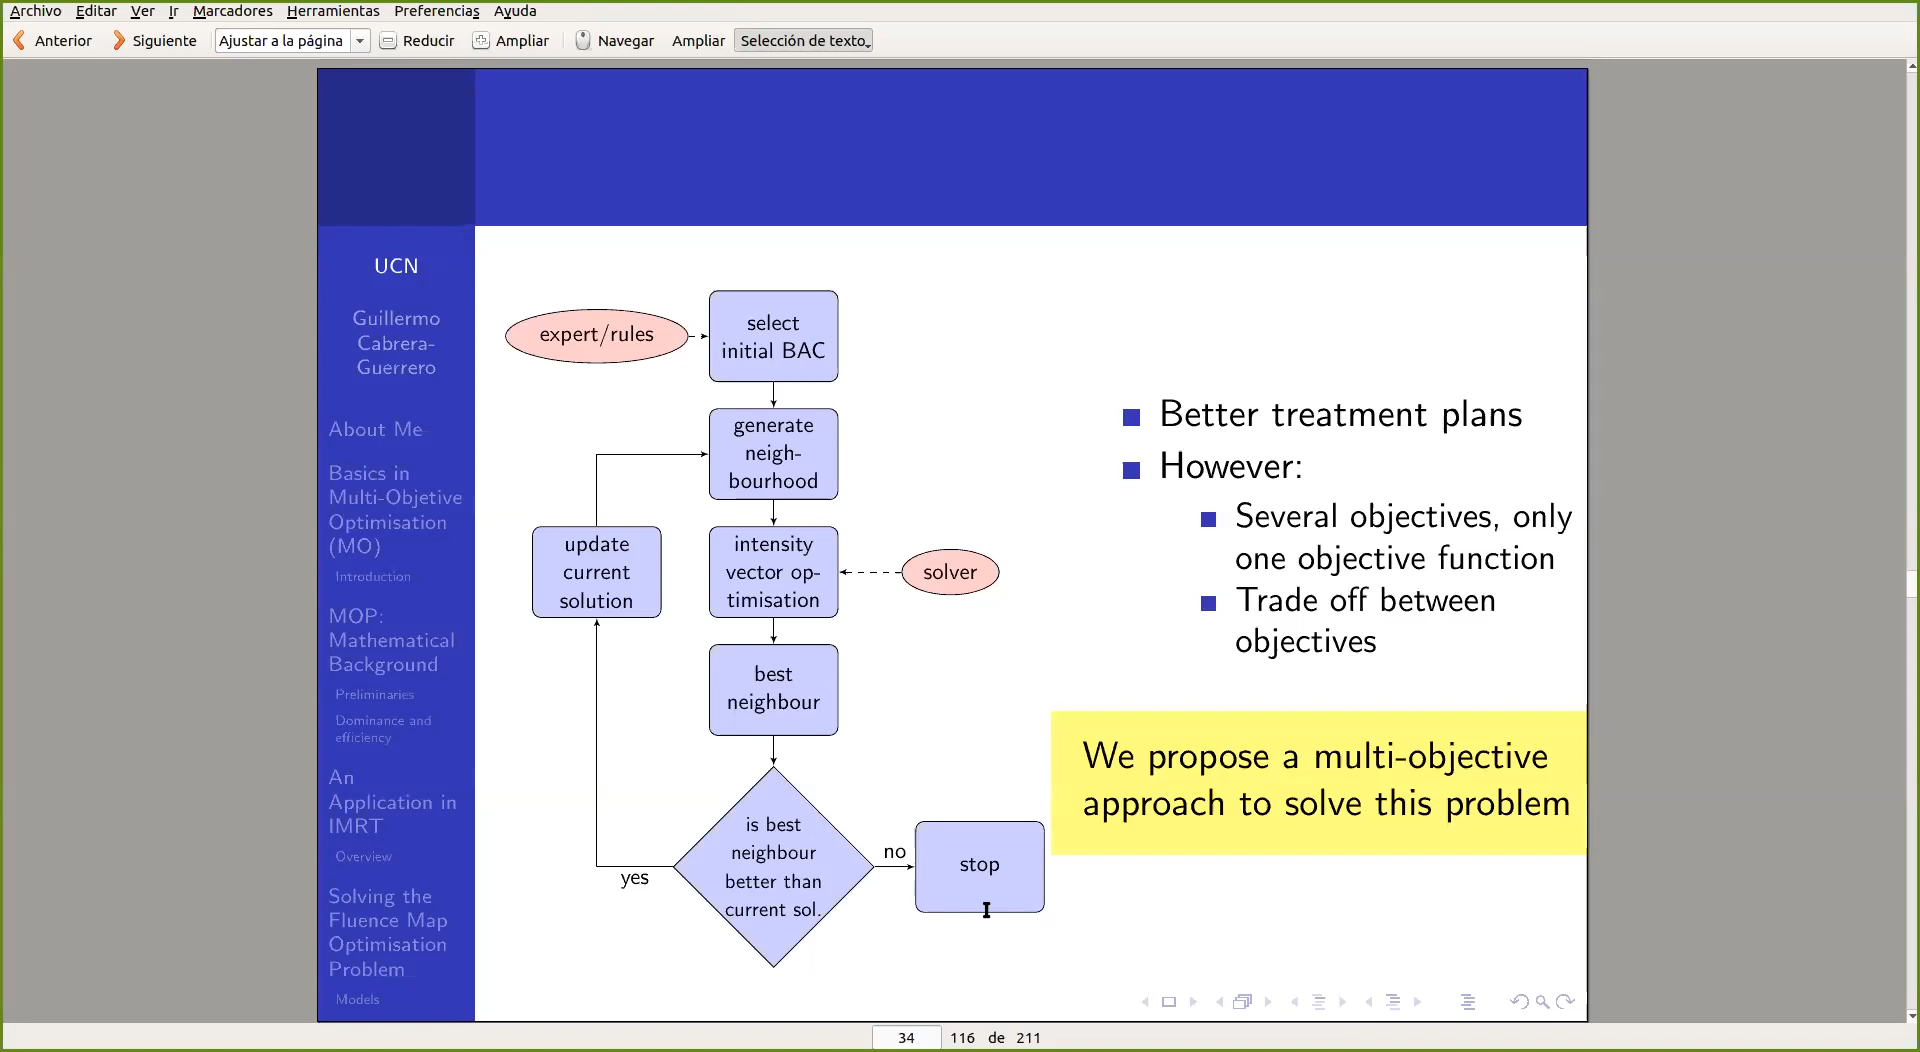 Archivo Editar Ver Ir Marcadores Herramientas Preferencias Ayuda
Anterior Siguiente Ajustar a la página Reducir Ampliar Navegar Ampliar Selección de texto
UCN
Guillermo
Cabrera-
Guerrero
About Me
Basics in
Multi-Objetive
Optimisation
(MO)
Introduction
MOP:
Mathematical
Background
Preliminaries
Dominance and
efficiency
An
Application in
IMRT
Overview
Solving the
Fluence Map
Optimisation
Problem
Models
expert/rules
select
initial BAC
generate
neigh-
bourhood
update
current
solution
intensity
vector op-
timisation
solver
best
neighbour
is best
neighbour
better than
current sol.
yes
no
stop
Better treatment plans
However:
Several objectives, only
one objective function
Trade off between
objectives
We propose a multi-objective
approach to solve this problem
34 116 de 211